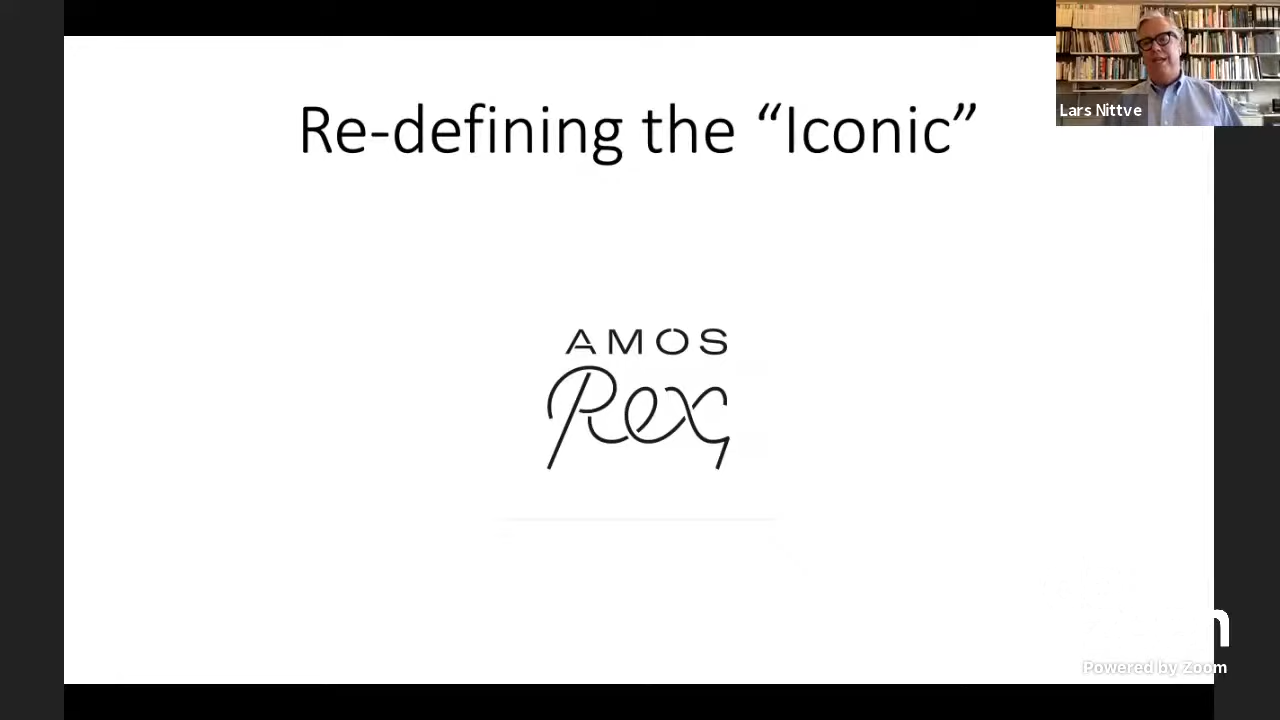 Re-defining the “Iconic”
Lars Nittve
AMOS
Rex
Powered by Zoom